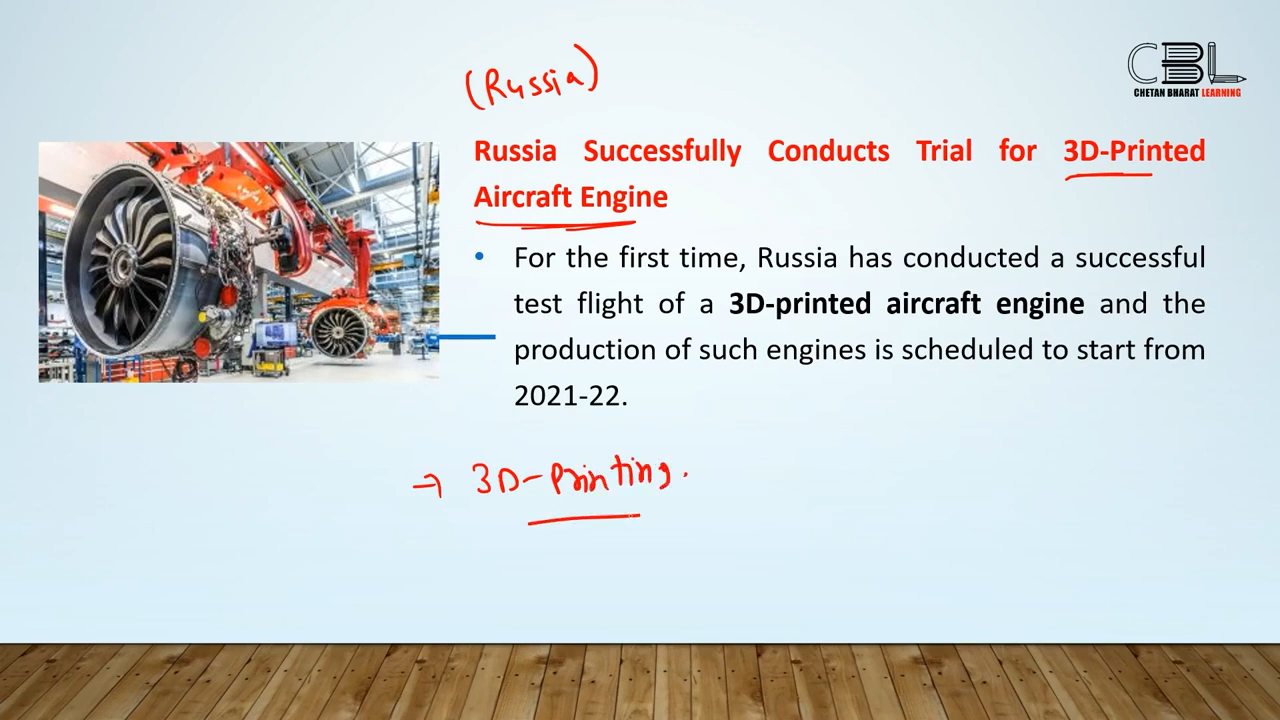 (Russia)
CBL
CHETAN BHARAT LEARNING
Russia Successfully Conducts Trial for 3D-Printed
Aircraft Engine
• For the first time, Russia has conducted a successful
test flight of a 3D-printed aircraft engine and the
production of such engines is scheduled to start from
2021-22.
→ 3D-Printing.